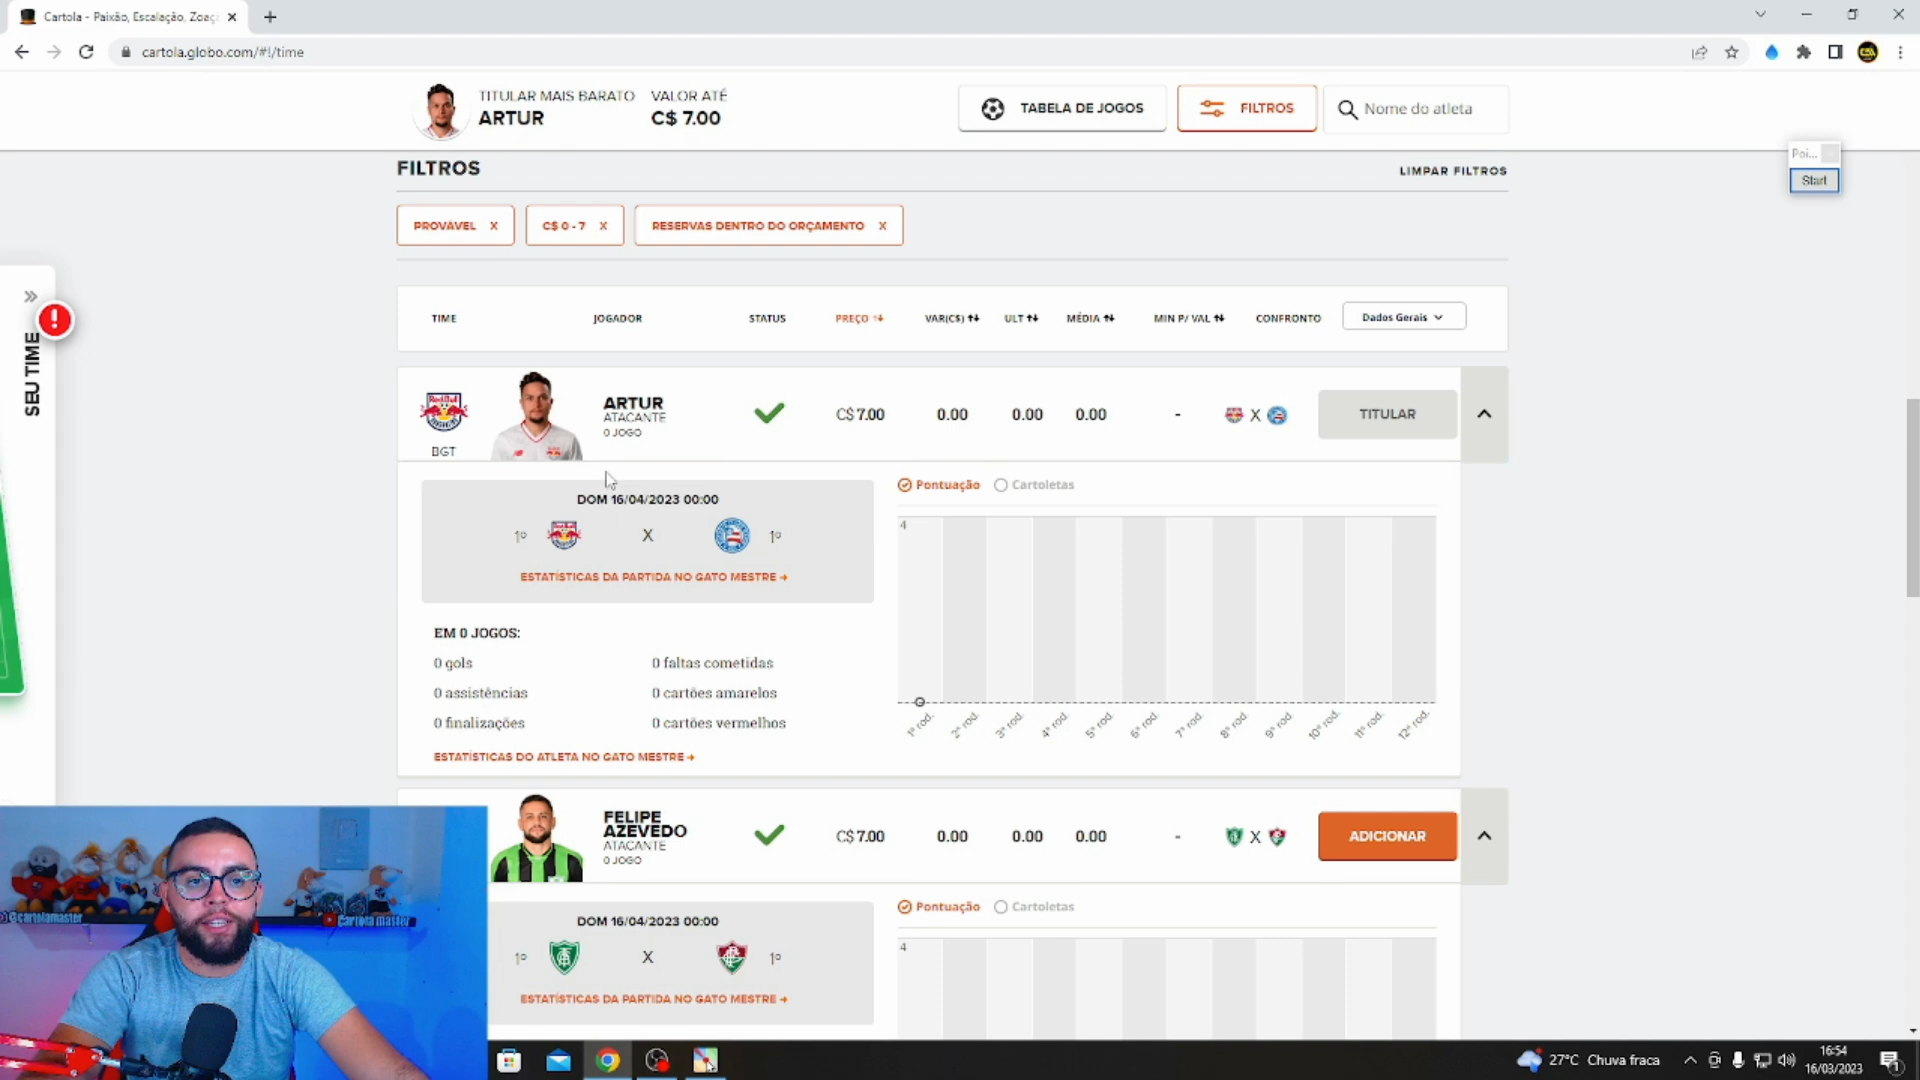 Cartola - Paixão, Escalação, Zoaç
cartola.globo.com/#!/time
TITULAR MAIS BARATO
ARTUR
VALOR ATÉ
C$ 7.00
TABELA DE JOGOS
FILTROS
Nome do atleta
Poi...
Start
FILTROS
LIMPAR FILTROS
PROVÁVEL X
C$ 0 - 7 X
RESERVAS DENTRO DO ORÇAMENTO X
SEU TIME
TIME JOGADOR STATUS PREÇO VAR(C$) ULT MÉDIA MIN P/ VAL CONFRONTO Dados Gerais
BGT
ARTUR
ATACANTE
0 JOGO
C$ 7.00 0.00 0.00 0.00 - X TITULAR
DOM 16/04/2023 00:00
1º X 1º
ESTATÍSTICAS DA PARTIDA NO GATO MESTRE
EM 0 JOGOS:
0 gols
0 faltas cometidas
0 assistências
0 cartões amarelos
0 finalizações
0 cartões vermelhos
ESTATÍSTICAS DO ATLETA NO GATO MESTRE
Pontuação Cartoletas
4
1ª rod. 2ª rod. 3ª rod. 4ª rod. 5ª rod. 6ª rod. 7ª rod. 8ª rod. 9ª rod. 10ª rod. 11ª rod. 12ª rod.
FELIPE
AZEVEDO
ATACANTE
0 JOGO
C$ 7.00 0.00 0.00 0.00 - X ADICIONAR
DOM 16/04/2023 00:00
1º X 1º
ESTATÍSTICAS DA PARTIDA NO GATO MESTRE
Pontuação Cartoletas
4
@cartolamaster
Cartola master
27°C Chuva fraca
16:54
16/03/2023
1